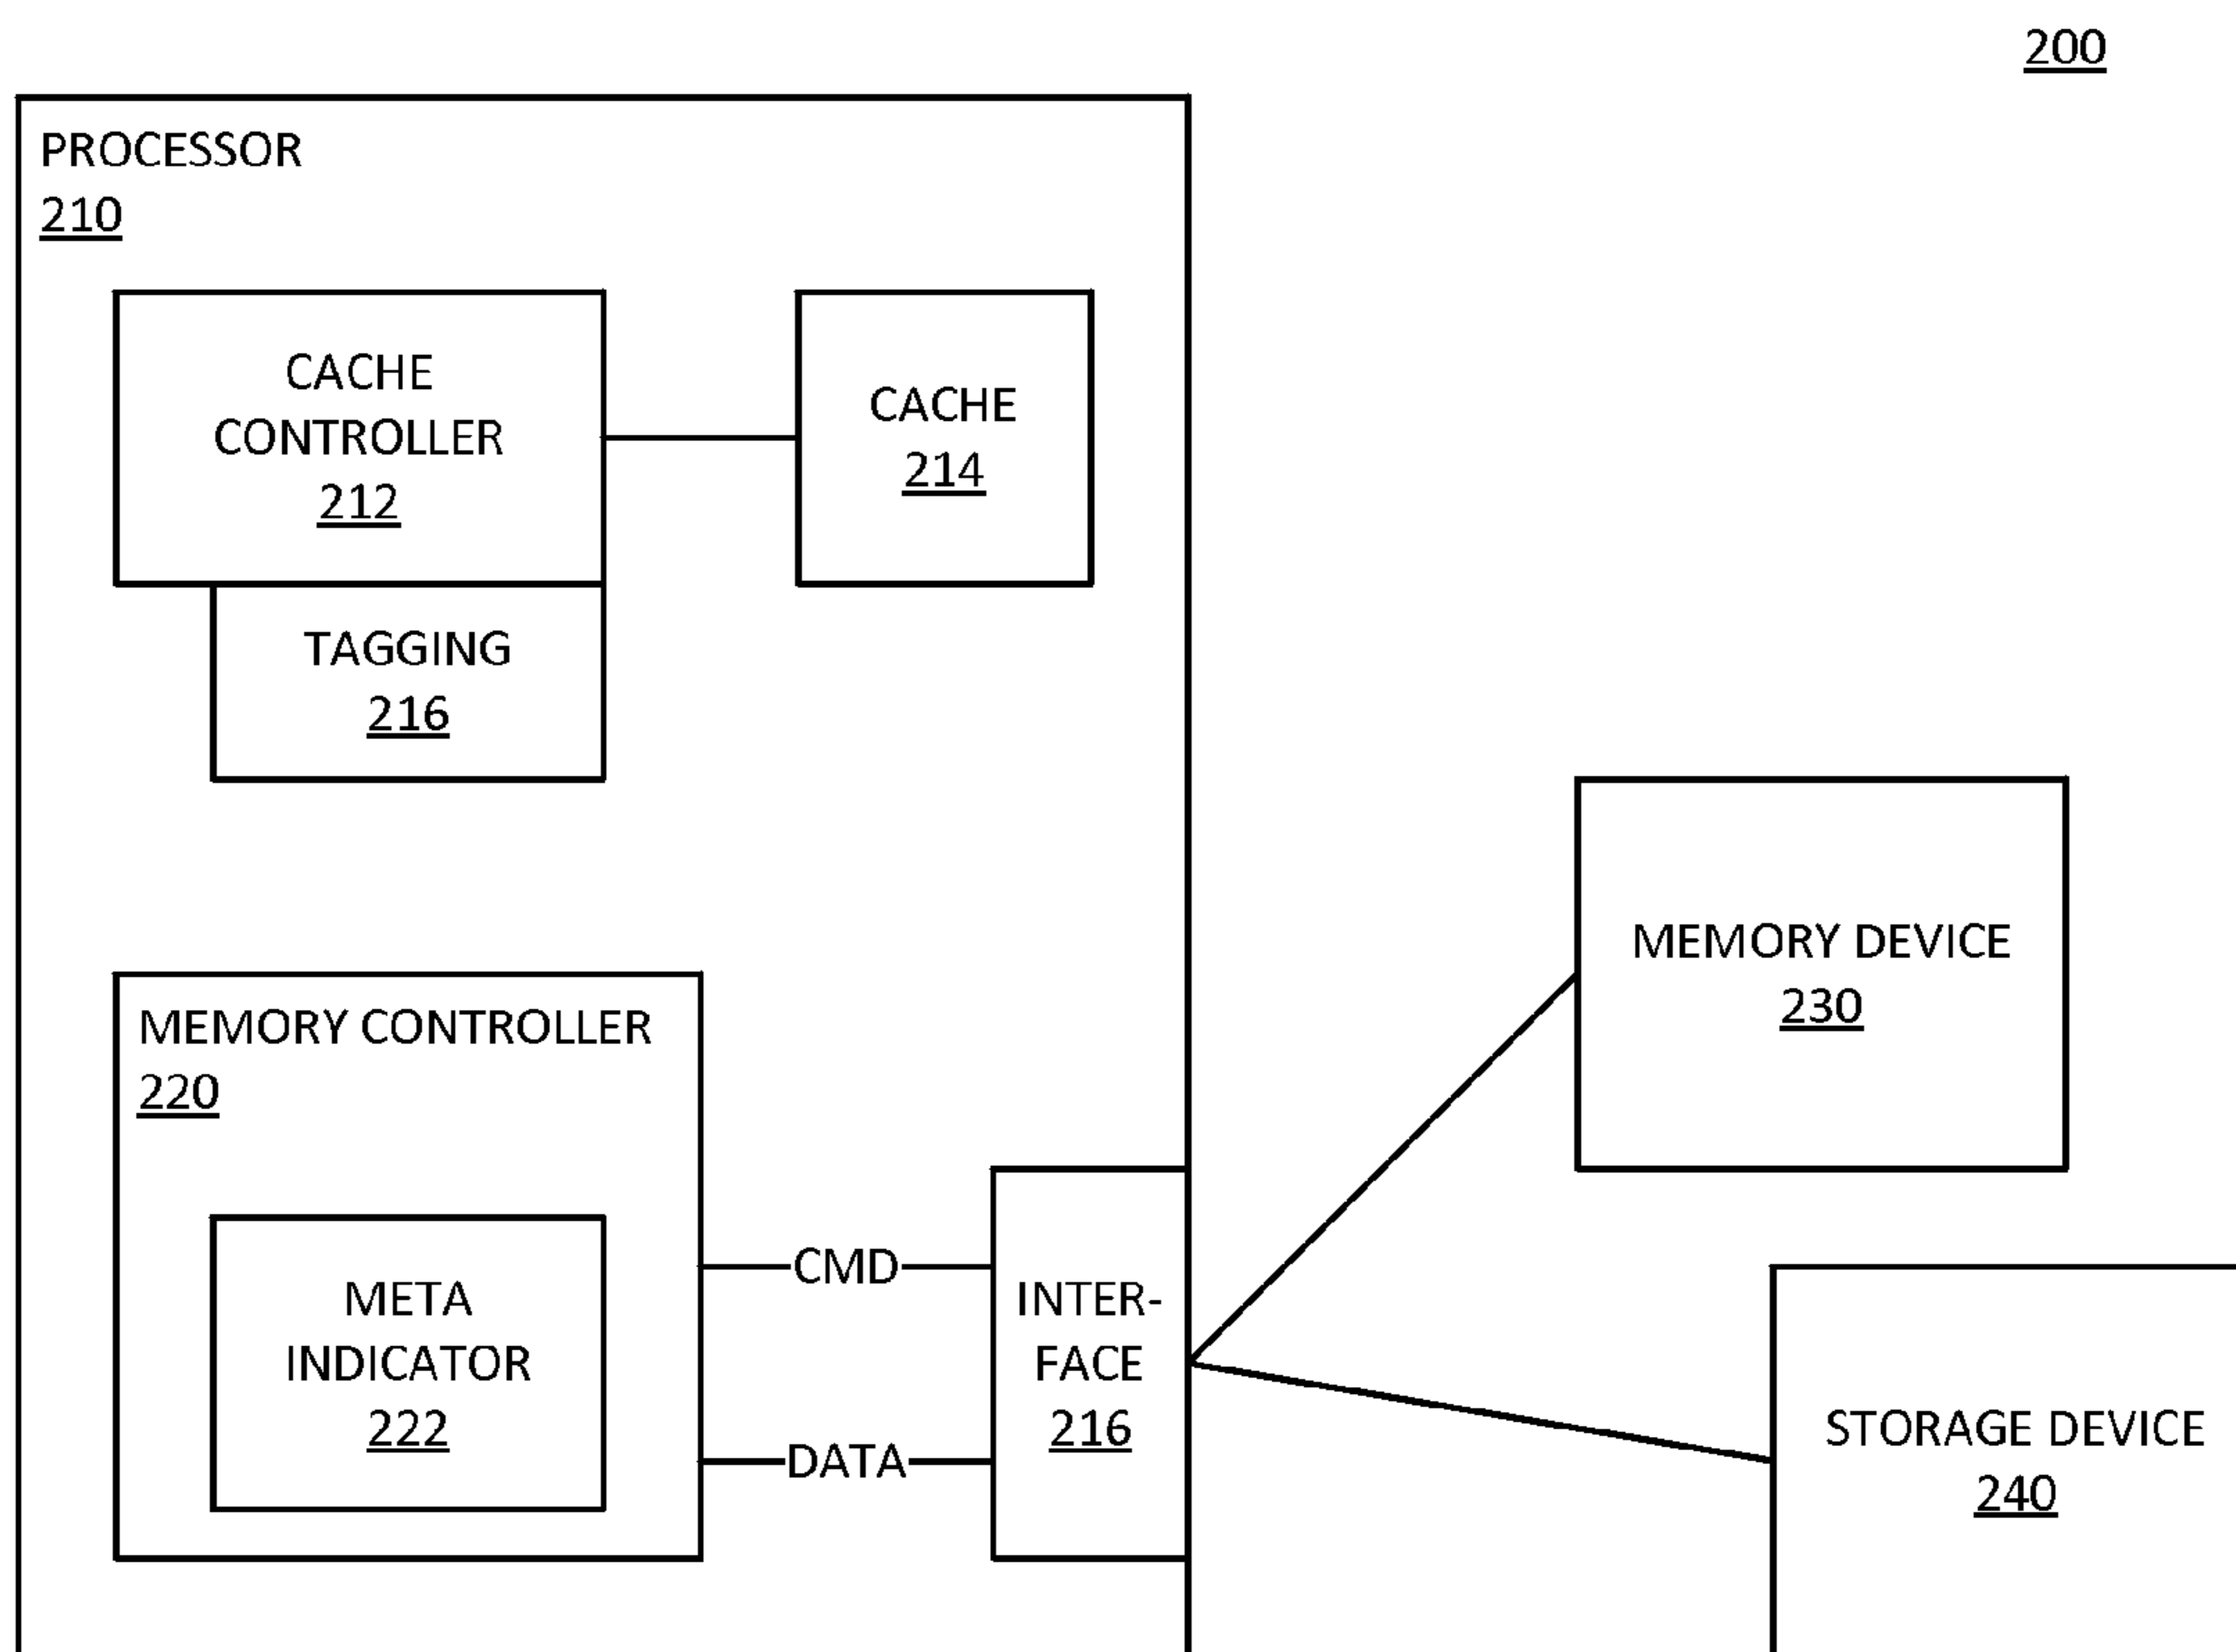 200
PROCESSOR
210
CACHE
CONTROLLER
212
CACHE
214
TAGGING
216
MEMORY DEVICE
230
MEMORY CONTROLLER
220
META
INDICATOR
222
CMD
DATA
INTER-
FACE
216
STORAGE DEVICE
240